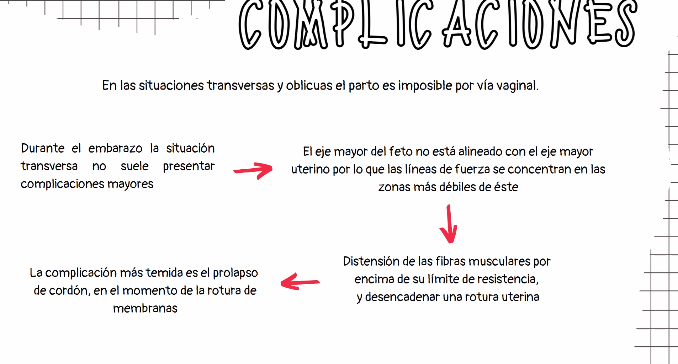 COMPLICACIONES
En las situaciones transversas y oblicuas el parto es imposible por vía vaginal.
Durante el embarazo la situación
transversa no suele presentar
complicaciones mayores
El eje mayor del feto no está alineado con el eje mayor
uterino por lo que las líneas de fuerza se concentran en las
zonas más débiles de éste
Distensión de las fibras musculares por
encima de su límite de resistencia,
y desencadenar una rotura uterina
La complicación más temida es el prolapso
de cordón, en el momento de la rotura de
membranas